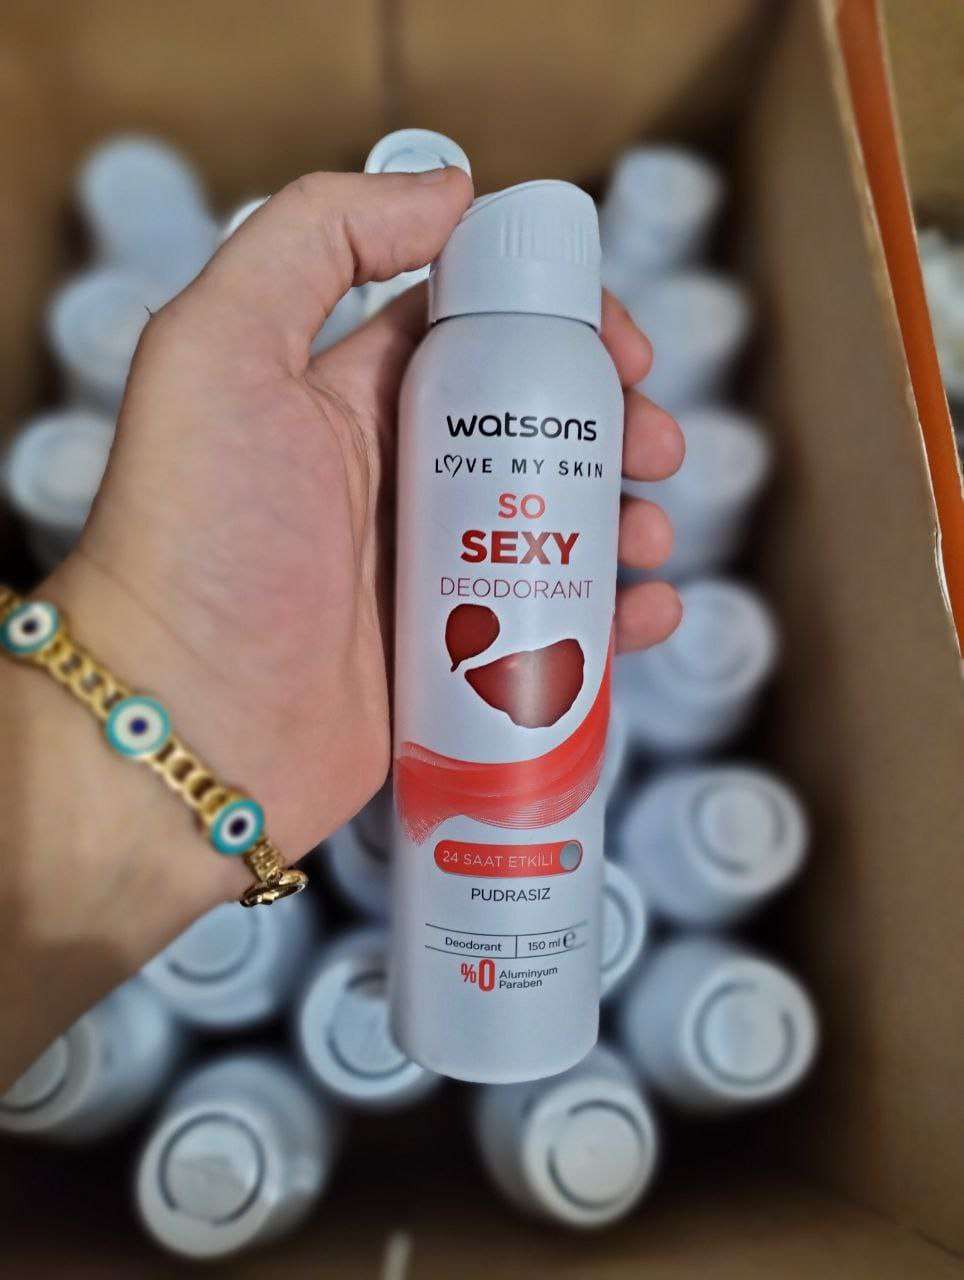 watsons
LOVE MY SKIN
SO
SEXY
DEODORANT
24 SAAT ETKİLİ
PUDRASIZ
Deodorant 150 ml ℮
%0 Aluminyum
Paraben